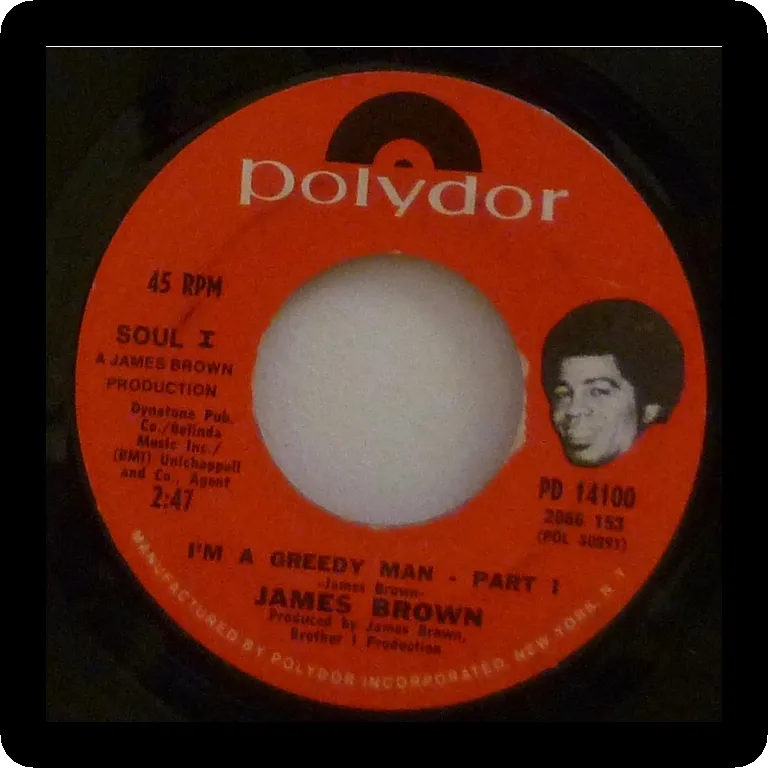 polydor
45 RPM
SOUL I
A JAMES BROWN
PRODUCTION
Dynatone Pub.
Co./Belinda
Music Inc./
(BMI) Unichappell
and Co., Agent
2:47
PD 14100
2066 153
(POL 30891)
I'M A GREEDY MAN - PART I
-James Brown-
JAMES BROWN
Produced by James Brown,
Brother I Production
MANUFACTURED BY POLYDOR INCORPORATED, NEW YORK, N.Y.